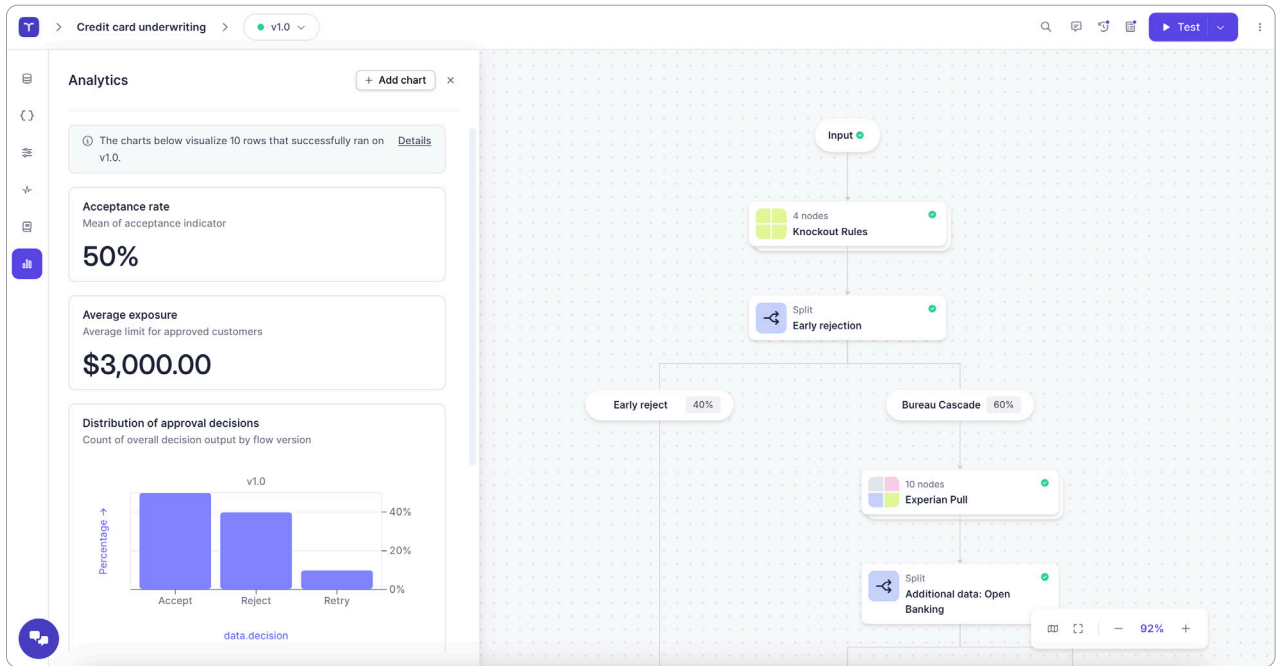 Credit card underwriting
v1.0
Test
Analytics
+ Add chart
The charts below visualize 10 rows that successfully ran on
v1.0.
Details
Acceptance rate
Mean of acceptance indicator
50%
Average exposure
Average limit for approved customers
$3,000.00
Distribution of approval decisions
Count of overall decision output by flow version
v1.0
Percentage →
40%
20%
0%
Accept
Reject
Retry
data.decision
Input
4 nodes
Knockout Rules
Split
Early rejection
Early reject 40%
Bureau Cascade 60%
10 nodes
Experian Pull
Split
Additional data: Open
Banking
92%